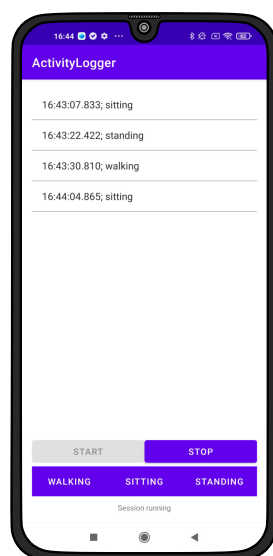 16:44
82
ActivityLogger
16:43:07.833; sitting
16:43:22.422; standing
16:43:30.810; walking
16:44:04.865; sitting
START STOP
WALKING SITTING STANDING
Session running